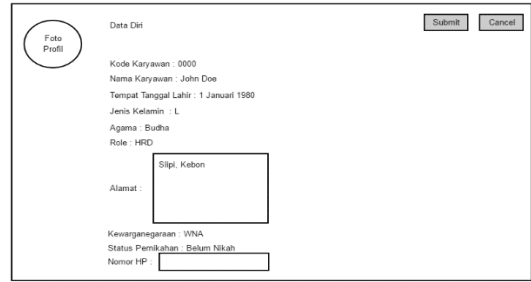 Foto
Profil
Data Diri
Submit
Cancel
Kode Karyawan : 0000
Nama Karyawan : John Doe
Tempat Tanggal Lahir : 1 Januari 1980
Jenis Kelamin : L
Agama : Budha
Role : HRD
Alamat :
Slipi, Kebon
Kewarganegaraan : WNA
Status Pernikahan : Belum Nikah
Nomor HP :